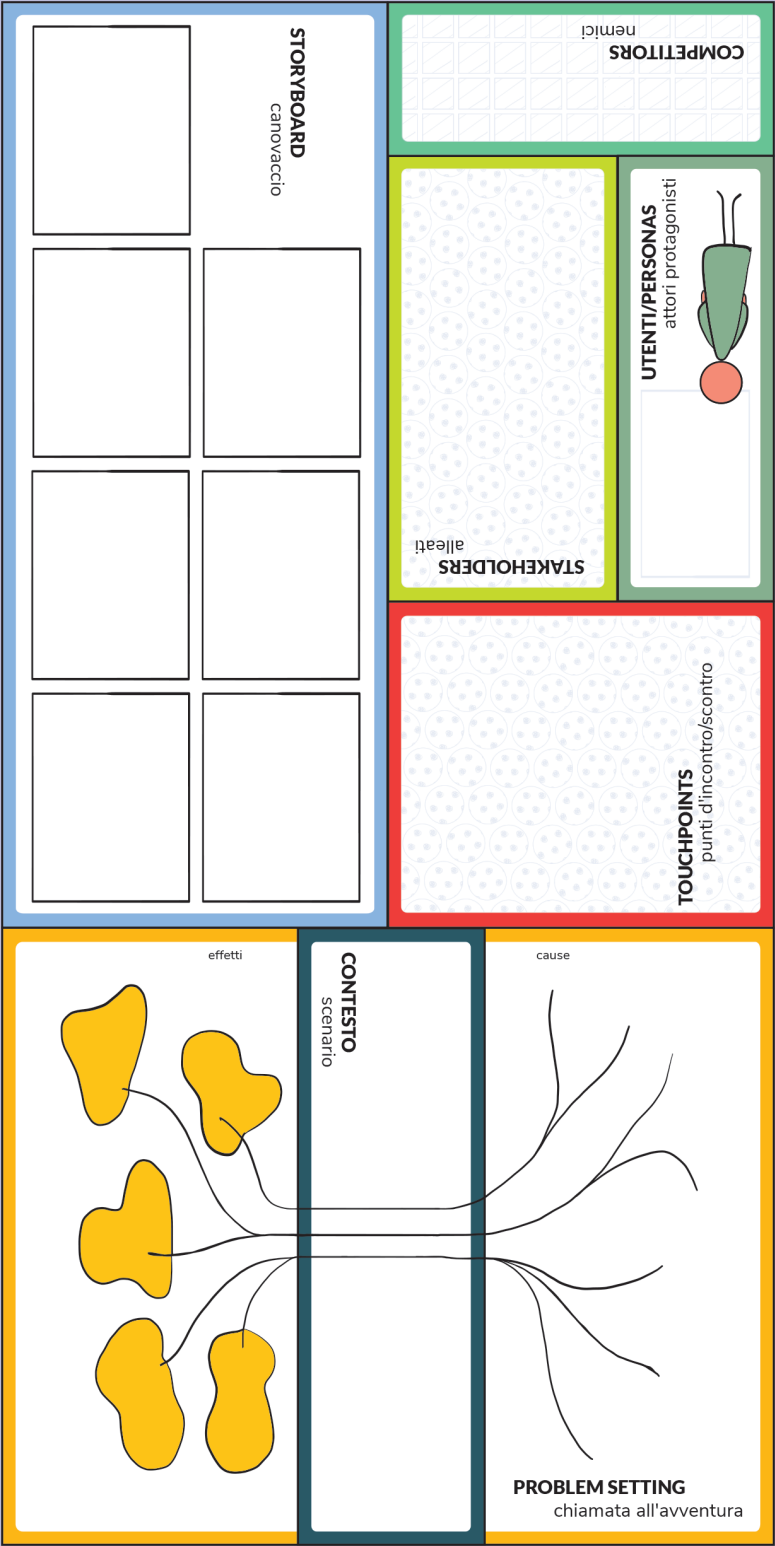 STORYBOARD
canovaccio
COMPETITORS
nemici
UTENTI/PERSONAS
attori protagonisti
STAKEHOLDERS
alleati
TOUCHPOINTS
punti d'incontro/scontro
effetti
CONTESTO
scenario
cause
PROBLEM SETTING
chiamata all'avventura